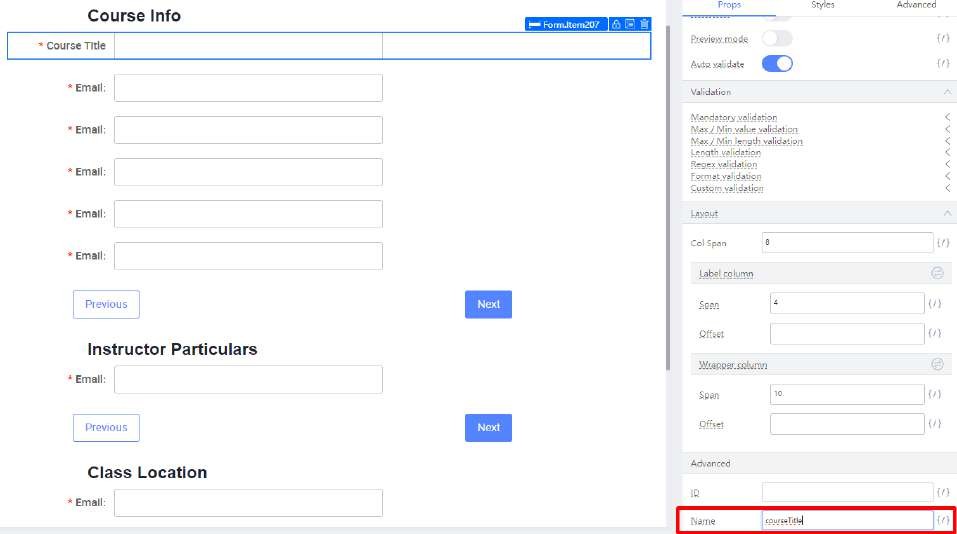 Course Info
Form.Item207
* Course Title
* Email:
* Email:
* Email:
* Email:
* Email:
Previous
Next
Instructor Particulars
* Email:
Previous
Next
Class Location
* Email:
Props
Styles
Advanced
Preview mode
{/}
Auto validate
{/}
Validation
Mandatory validation
Max / Min value validation
Max / Min length validation
Length validation
Regex validation
Format validation
Custom validation
Layout
Col Span
8
{/}
Label column
Span
4
{/}
Offset
{/}
Wrapper column
Span
10
{/}
Offset
{/}
Advanced
ID
{/}
Name
courseTitle
{/}